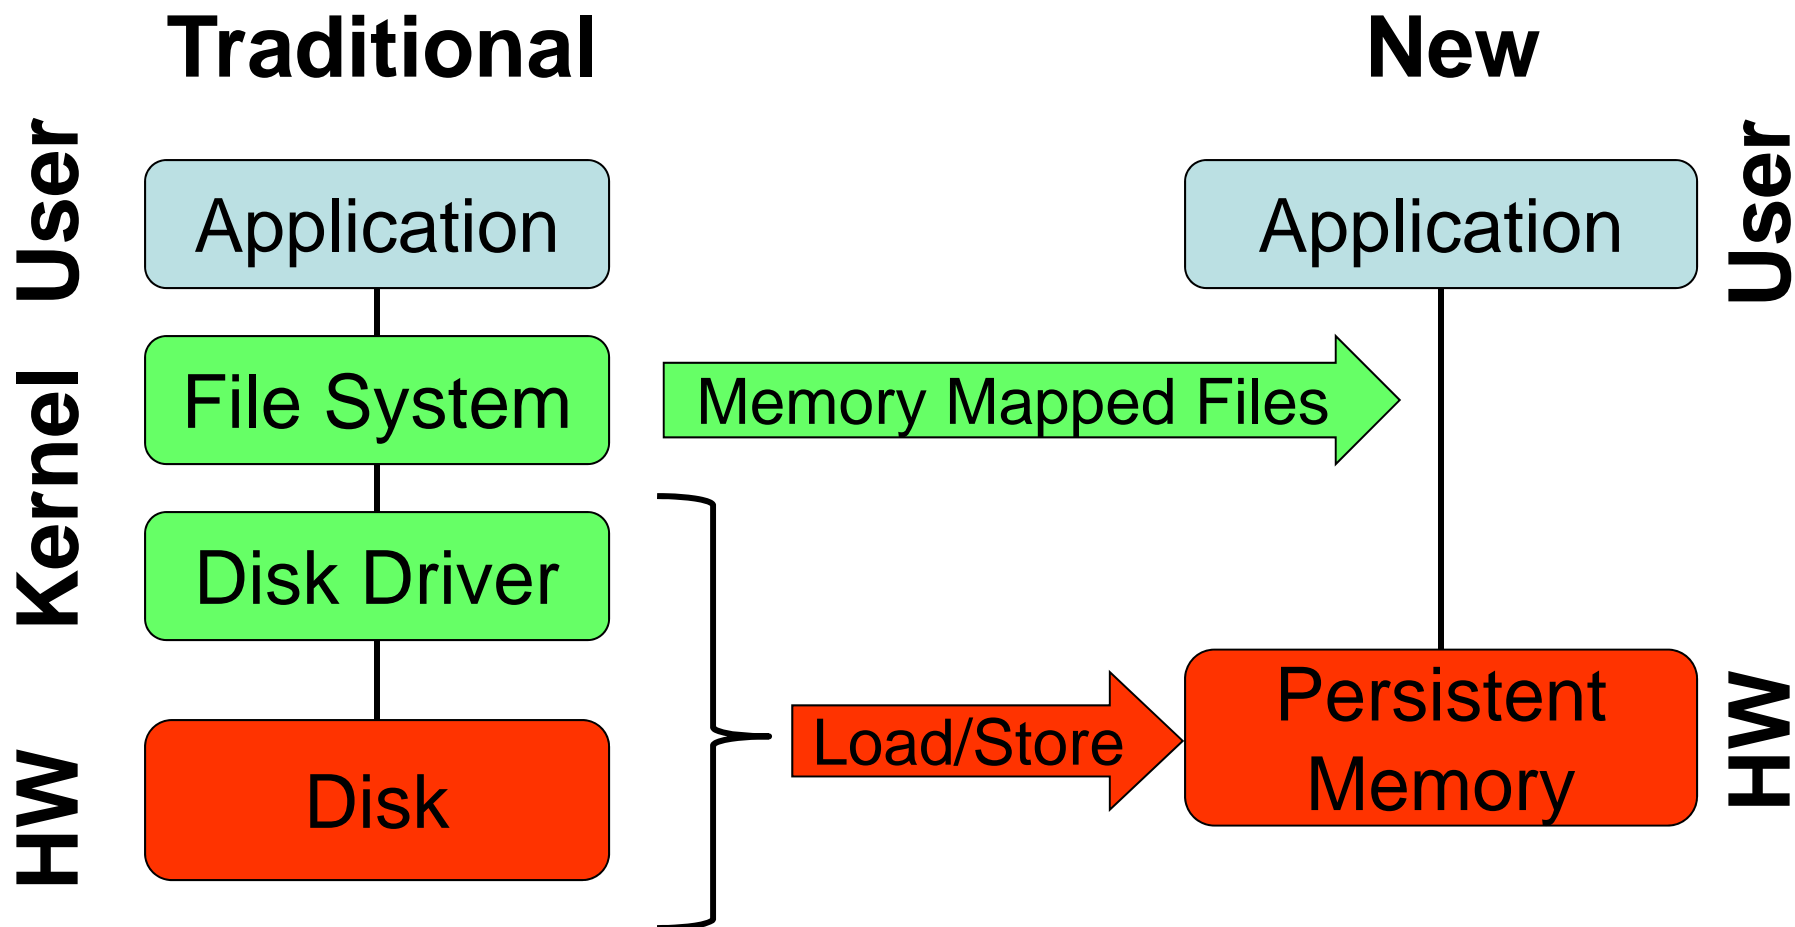 Traditional
New
User
Application
Application
User
Kernel
File System
Memory Mapped Files
Disk Driver
HW
Disk
Load/Store
Persistent
Memory
HW